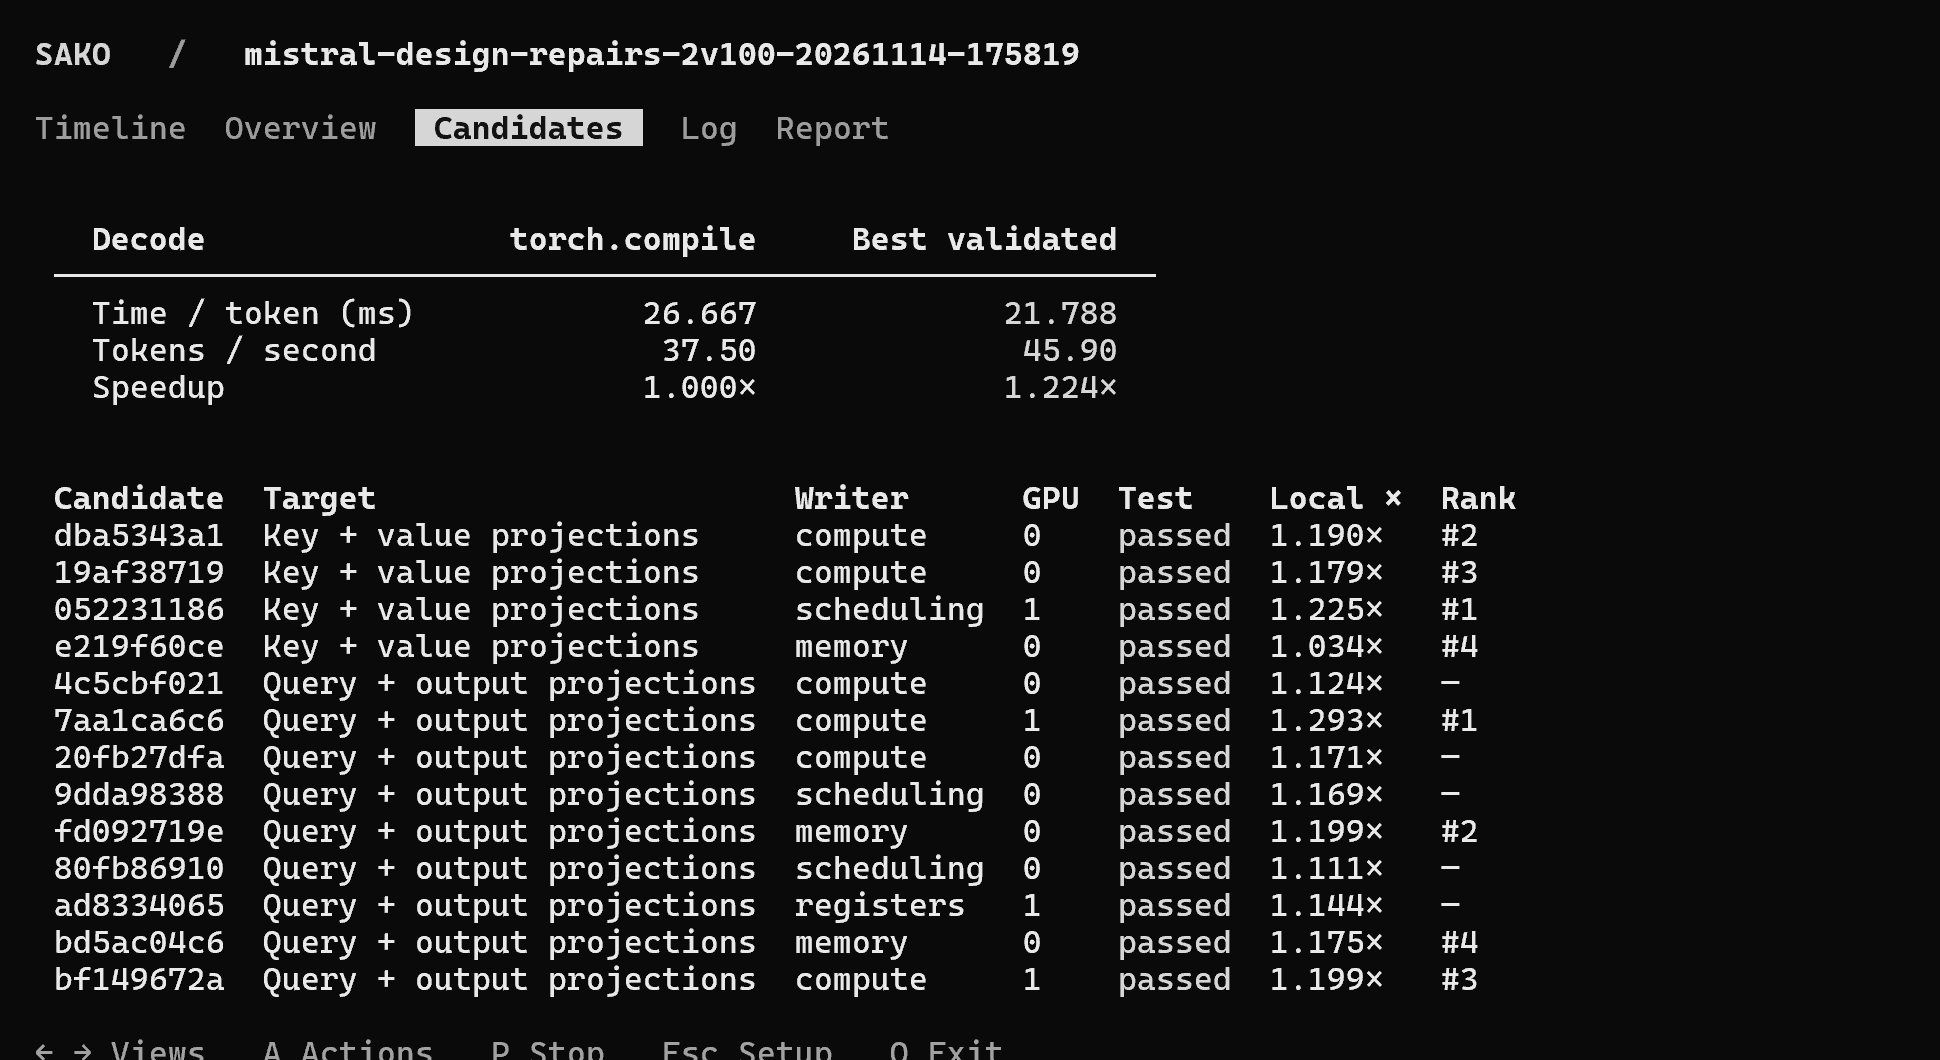 SAKO / mistral-design-repairs-2v100-20261114-175819
Timeline Overview Candidates Log Report
Decode torch.compile Best validated
Time / token (ms) 26.667 21.788
Tokens / second 37.50 45.90
Speedup 1.000× 1.224×
Candidate Target Writer GPU Test Local × Rank
dba5343a1 Key + value projections compute 0 passed 1.190× #2
19af38719 Key + value projections compute 0 passed 1.179× #3
052231186 Key + value projections scheduling 1 passed 1.225× #1
e219f60ce Key + value projections memory 0 passed 1.034× #4
4c5cbf021 Query + output projections compute 0 passed 1.124× –
7aa1ca6c6 Query + output projections compute 1 passed 1.293× #1
20fb27dfa Query + output projections compute 0 passed 1.171× –
9dda98388 Query + output projections scheduling 0 passed 1.169× –
fd092719e Query + output projections memory 0 passed 1.199× #2
80fb86910 Query + output projections scheduling 0 passed 1.111× –
ad8334065 Query + output projections registers 1 passed 1.144× –
bd5ac04c6 Query + output projections memory 0 passed 1.175× #4
bf149672a Query + output projections compute 1 passed 1.199× #3
← → Views A Actions P Stop Esc Setup Q Exit